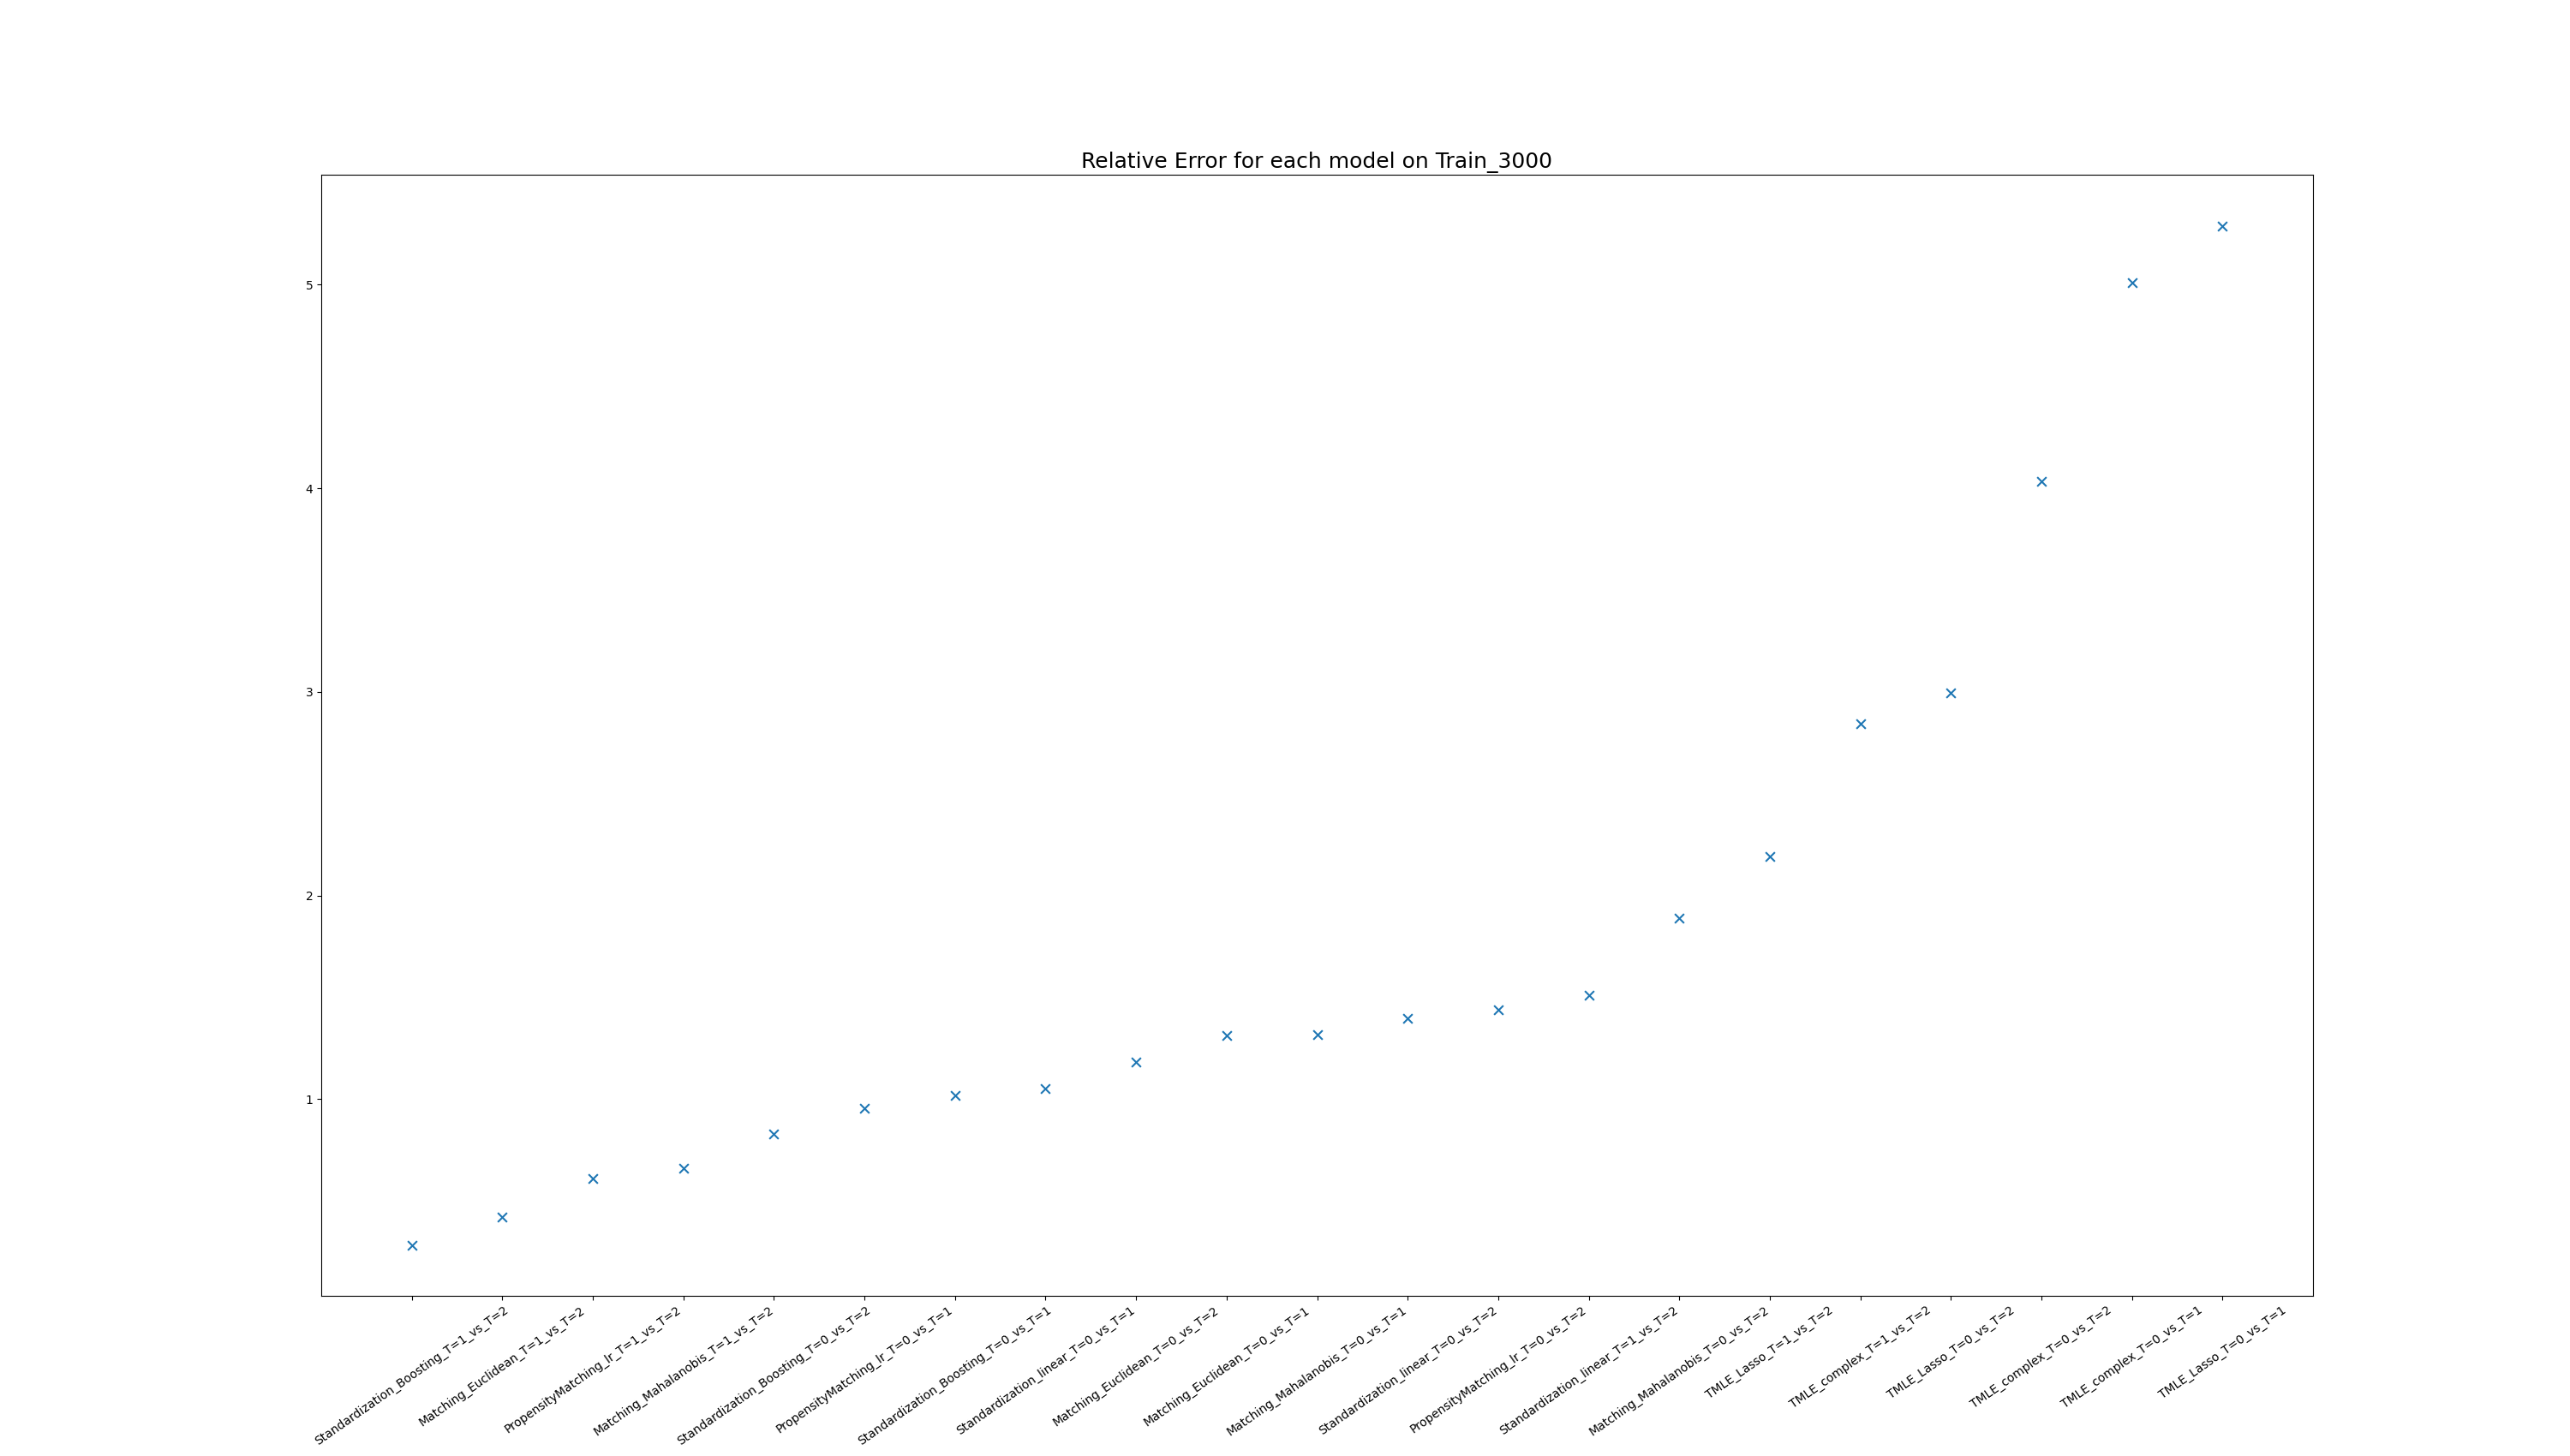 Relative Error for each model on Train_3000
5
4
3
2
1
Standardization_Boosting_T=1_vs_T=2
Matching_Euclidean_T=1_vs_T=2
PropensityMatching_lr_T=1_vs_T=2
Matching_Mahalanobis_T=1_vs_T=2
Standardization_Boosting_T=0_vs_T=2
PropensityMatching_lr_T=0_vs_T=1
Standardization_Boosting_T=0_vs_T=1
Standardization_linear_T=0_vs_T=1
Matching_Euclidean_T=0_vs_T=2
Matching_Euclidean_T=0_vs_T=1
Matching_Mahalanobis_T=0_vs_T=1
Standardization_linear_T=0_vs_T=2
PropensityMatching_lr_T=0_vs_T=2
Standardization_linear_T=1_vs_T=2
Matching_Mahalanobis_T=0_vs_T=2
TMLE_Lasso_T=1_vs_T=2
TMLE_complex_T=1_vs_T=2
TMLE_Lasso_T=0_vs_T=2
TMLE_complex_T=0_vs_T=2
TMLE_complex_T=0_vs_T=1
TMLE_Lasso_T=0_vs_T=1